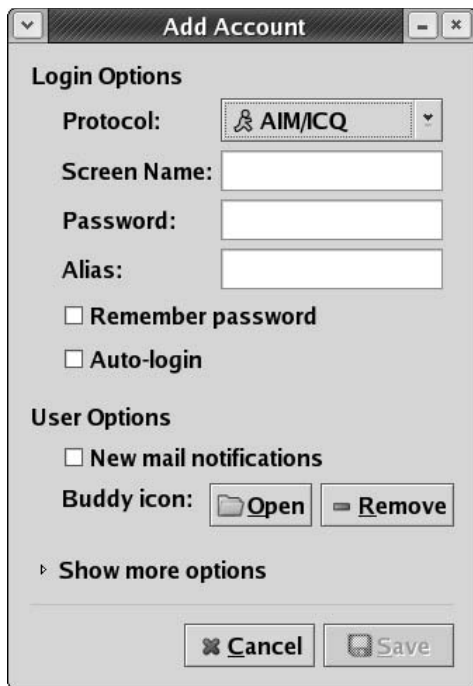 Add Account
Login Options
Protocol: AIM/ICQ
Screen Name:
Password:
Alias:
Remember password
Auto-login
User Options
New mail notifications
Buddy icon: Open Remove
Show more options
Cancel Save